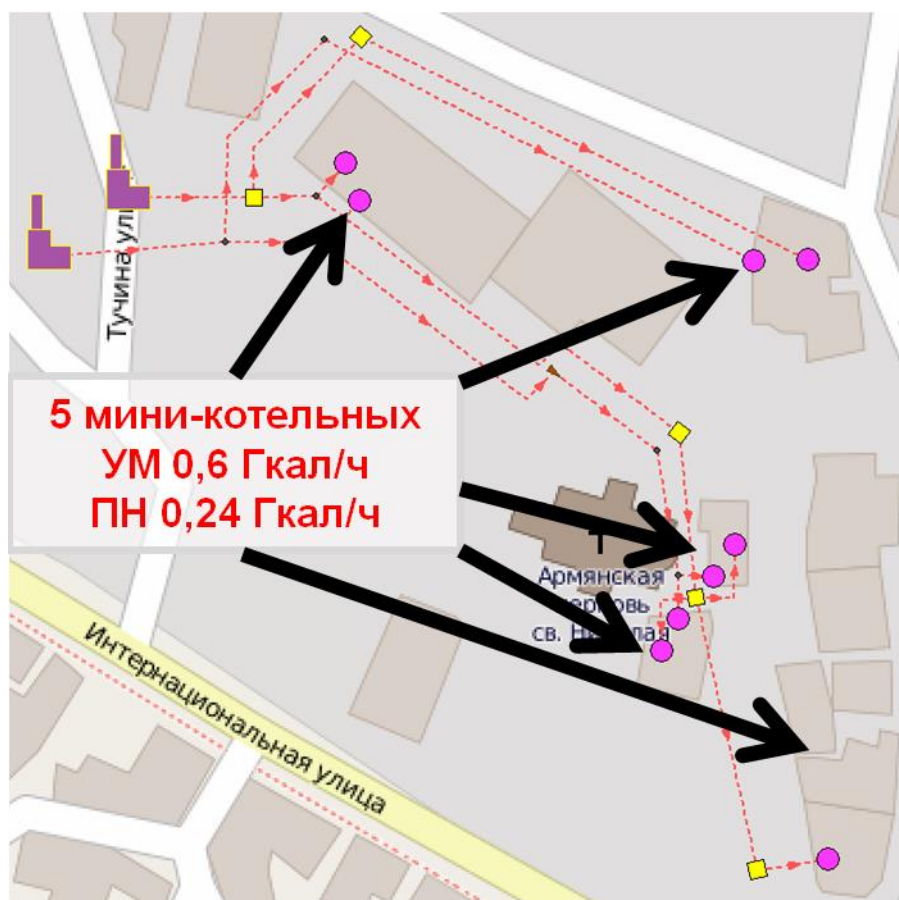 Тучина ул
5 мини-котельных
УМ 0,6 Гкал/ч
ПН 0,24 Гкал/ч
Армянская
св.
Интернациональная улица